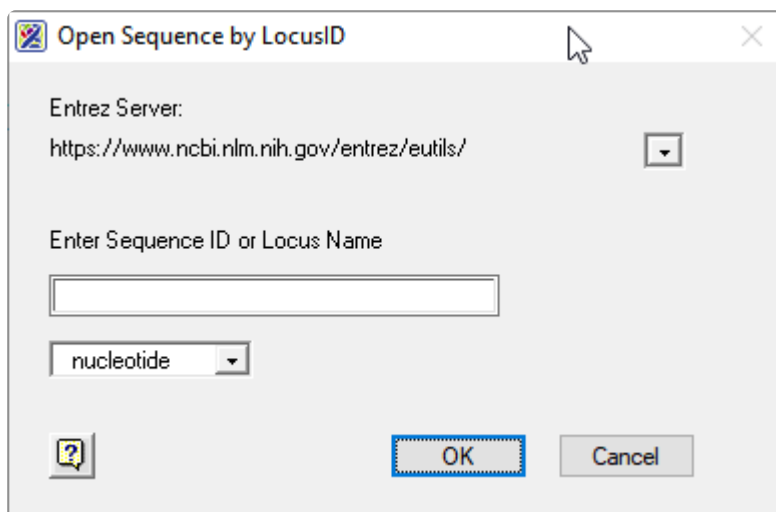 Open Sequence by LocusID
Entrez Server:
https://www.ncbi.nlm.nih.gov/entrez/eutils/
Enter Sequence ID or Locus Name
nucleotide
?
OK Cancel